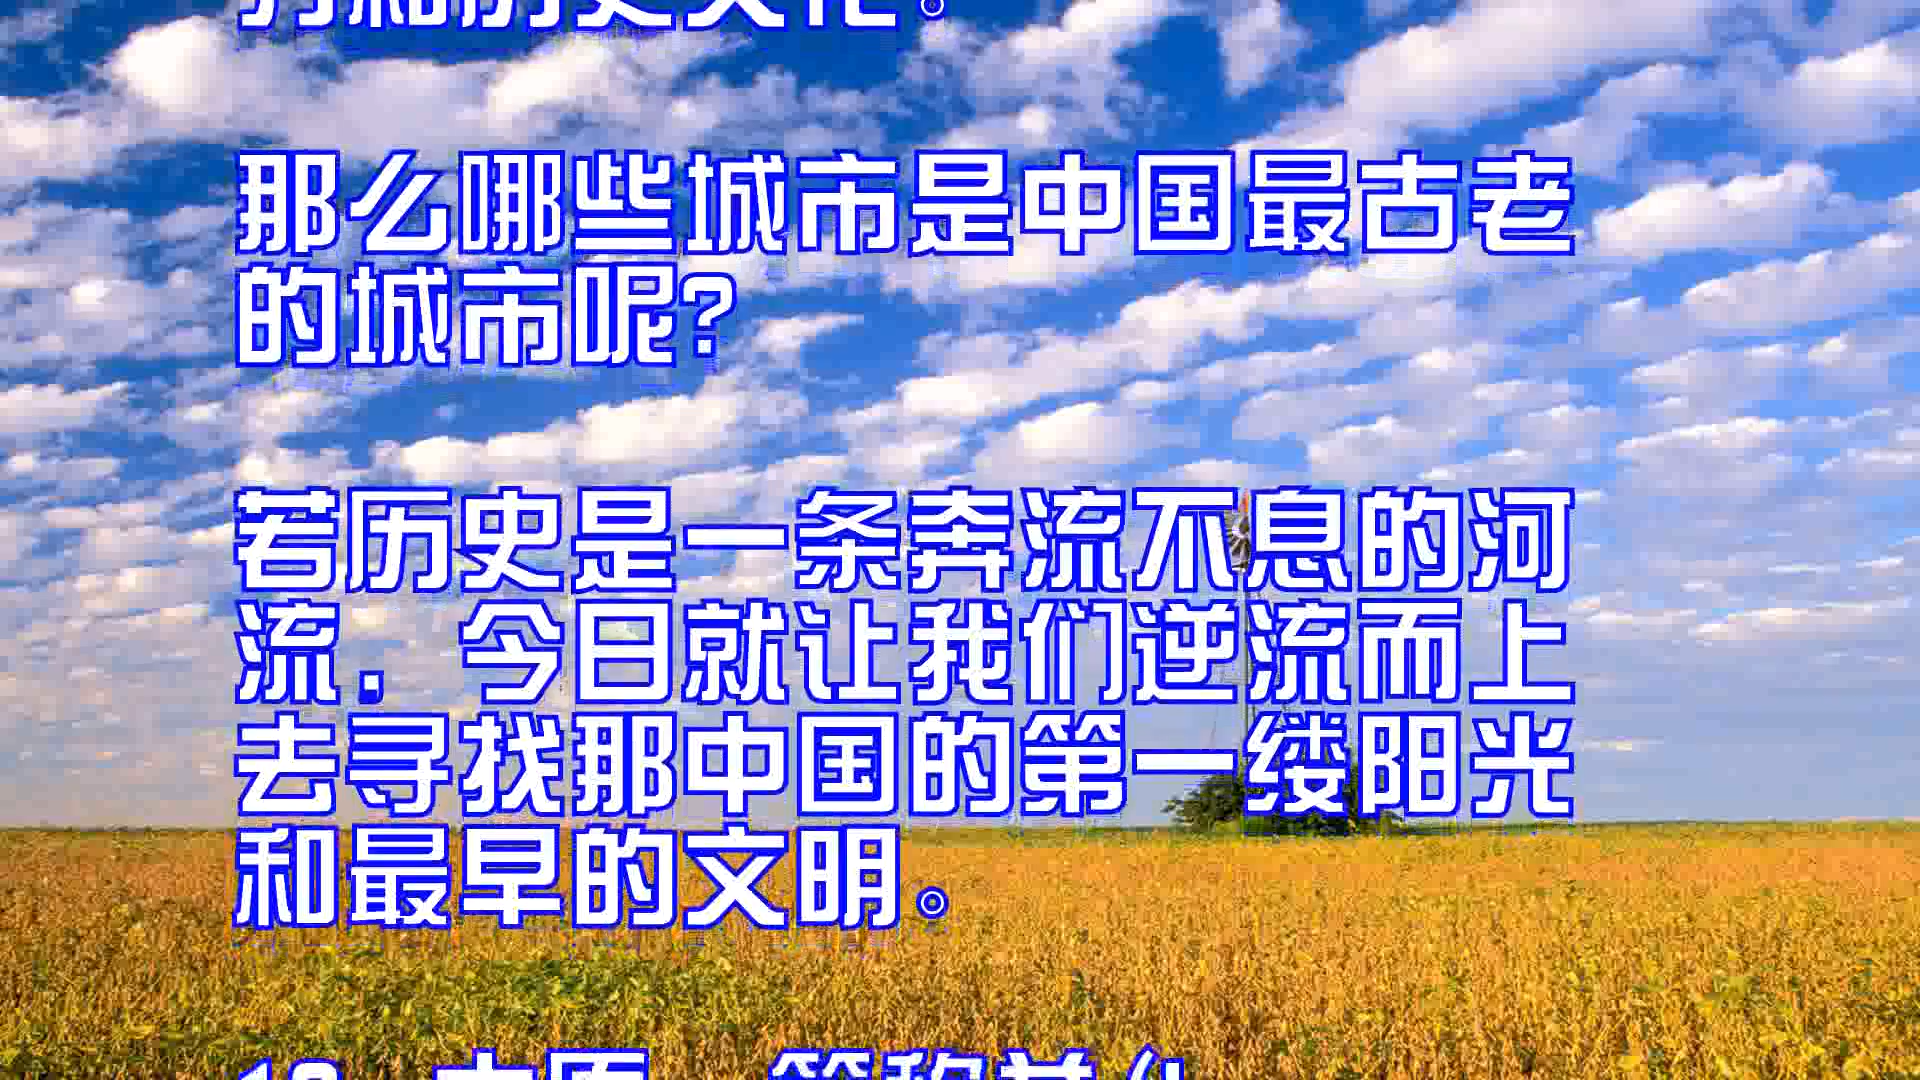 那么哪些城市是中国最古老
的城市呢?
若历史是一条奔流不息的河
流. 今日就让我们逆流而上
去寻找那中国的第一缕阳光
和最早的文明。